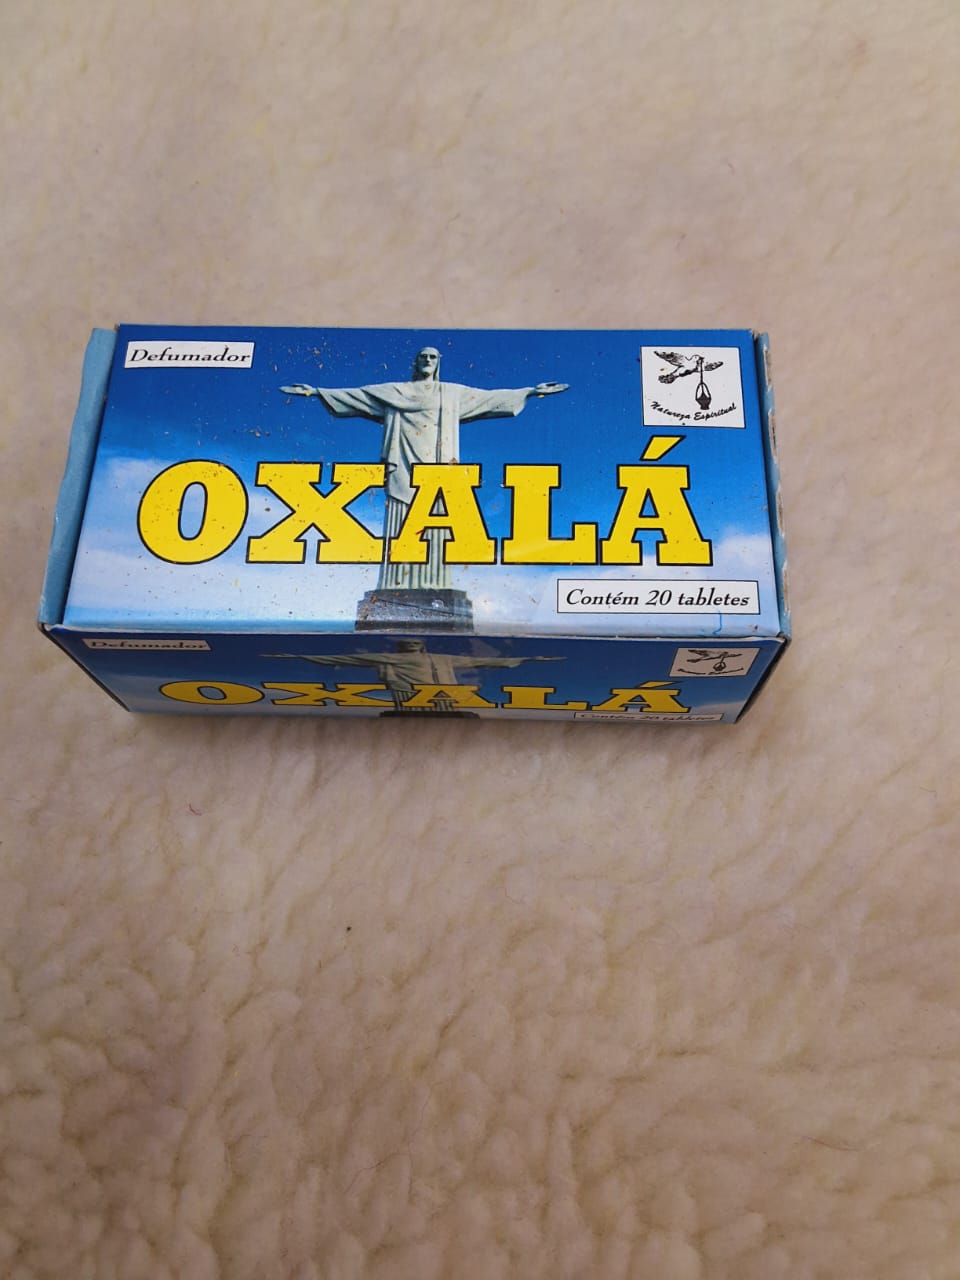 Defumador
Natureza Espiritual
OXALÁ
Contém 20 tabletes
Defumador
OXALÁ
Contém 20 tabletes